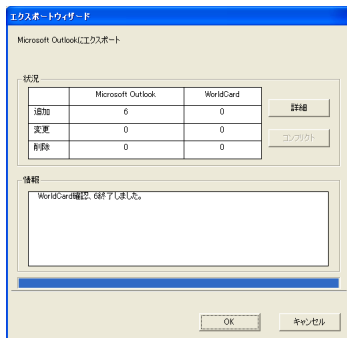 エクスポートウィザード
Microsoft Outlookにエクスポート
状況
Microsoft Outlook WorldCard
追加 6 0
詳細
変更 0 0
コンフリクト
削除 0 0
情報
WorldCard確認、6終了しました。
OK キャンセル